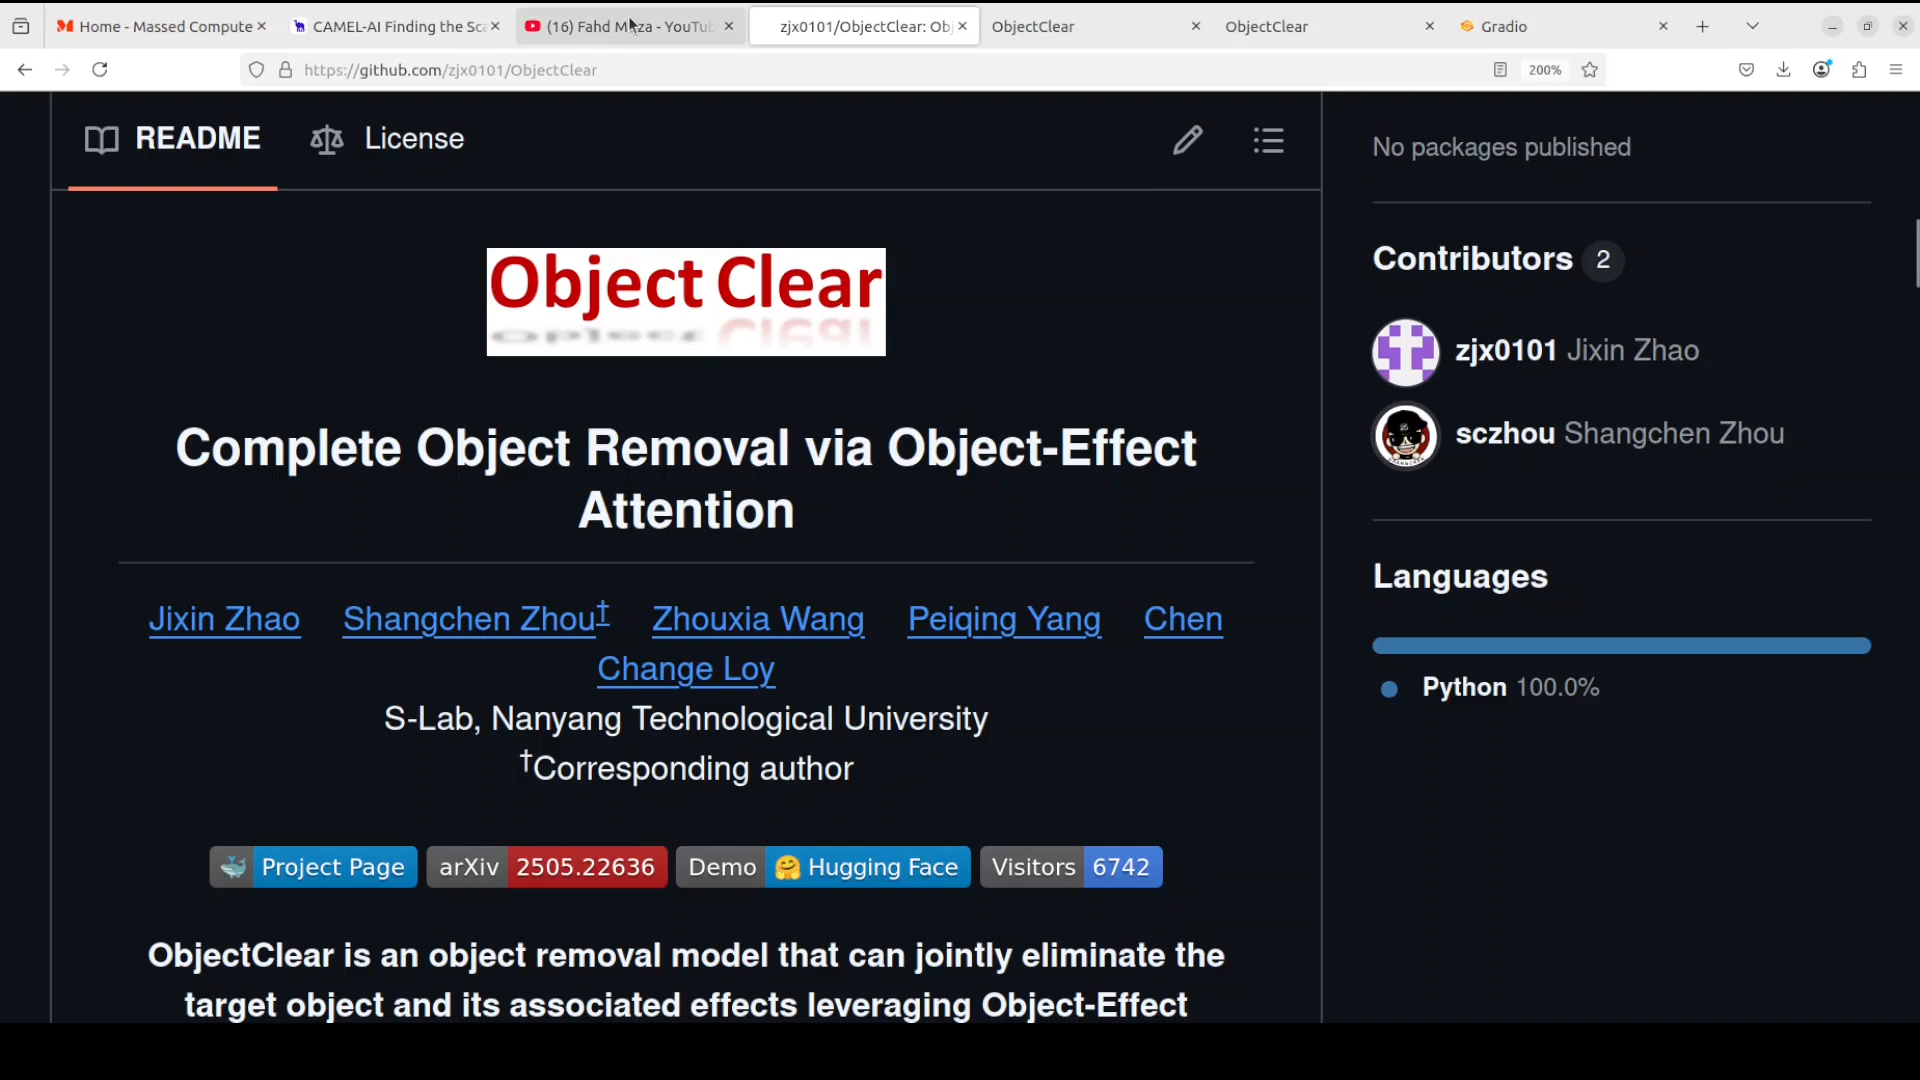 Home - Massed Compute
CAMEL-AI Finding the Sca
(16) Fahd Mirza - YouTub
zjx0101/ObjectClear: Obj
ObjectClear
ObjectClear
Gradio
https://github.com/zjx0101/ObjectClear
200%
README
License
Object Clear
Complete Object Removal via Object-Effect
Attention
Jixin Zhao Shangchen Zhou† Zhouxia Wang Peiqing Yang Chen
Change Loy
S-Lab, Nanyang Technological University
†Corresponding author
Project Page arXiv 2505.22636 Demo 🤗 Hugging Face Visitors 6742
ObjectClear is an object removal model that can jointly eliminate the
target object and its associated effects leveraging Object-Effect
No packages published
Contributors 2
zjx0101 Jixin Zhao
sczhou Shangchen Zhou
Languages
Python 100.0%